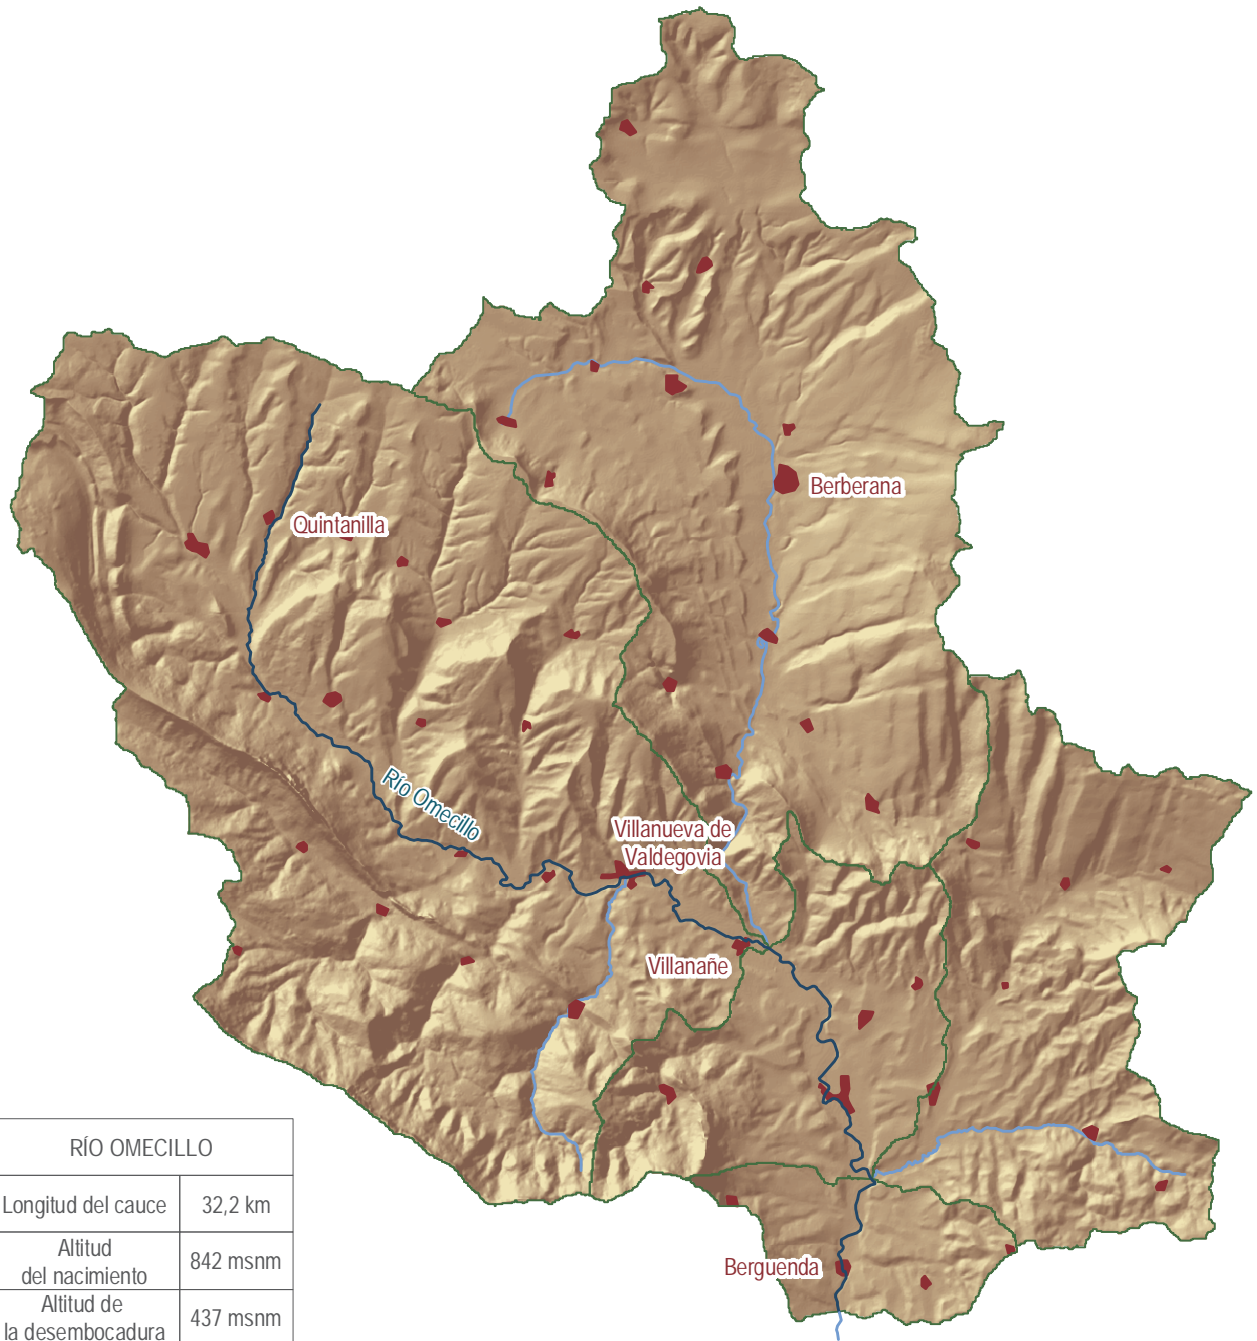 Berberana
Quintanilla
Río Omecillo
Villanueva de
Valdegovia
Villanañe
Berguenda
RÍO OMECILLO
Longitud del cauce 32,2 km
Altitud
del nacimiento 842 msnm
Altitud de
la desembocadura 437 msnm